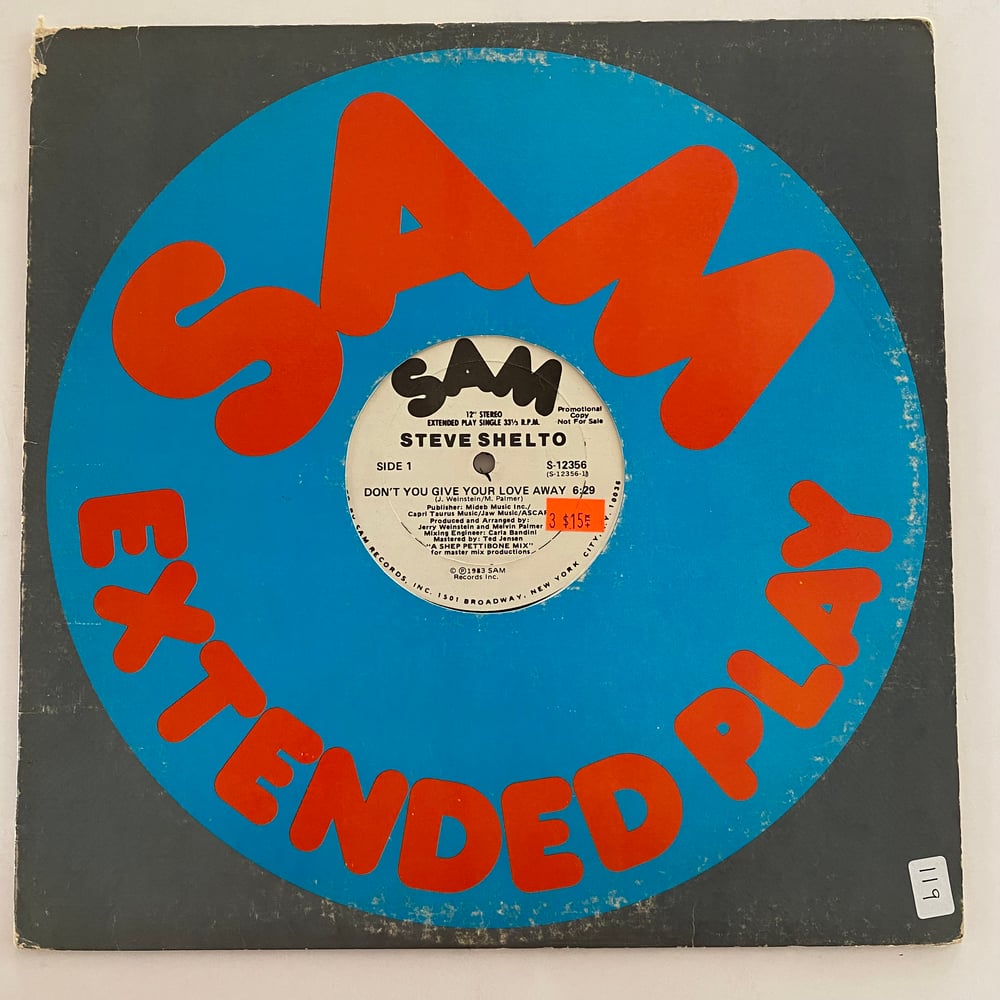 SAM
EXTENDED PLAY
SAM
12" STEREO
EXTENDED PLAY SINGLE 33⅓ R.P.M.
Promotional
Copy
Not For Sale
STEVE SHELTO
SIDE 1
S-12356
(S-12356-1)
DON'T YOU GIVE YOUR LOVE AWAY 6:29
(J. Weinstein/M. Palmer)
Publisher: Mideb Music Inc./
Capri Taurus Music/Jaw Music/ASCAP
Produced and Arranged by:
Jerry Weinstein and Melvin Palmer
Mixing Engineer: Carla Bandini
Mastered by: Ted Jensen
"A SHEP PETTIBONE MIX"
for master mix productions
© ℗ 1983 SAM
Records Inc.
SAM RECORDS, INC. 1501 BROADWAY, NEW YORK CITY, N.Y. 10036
3 $15
119